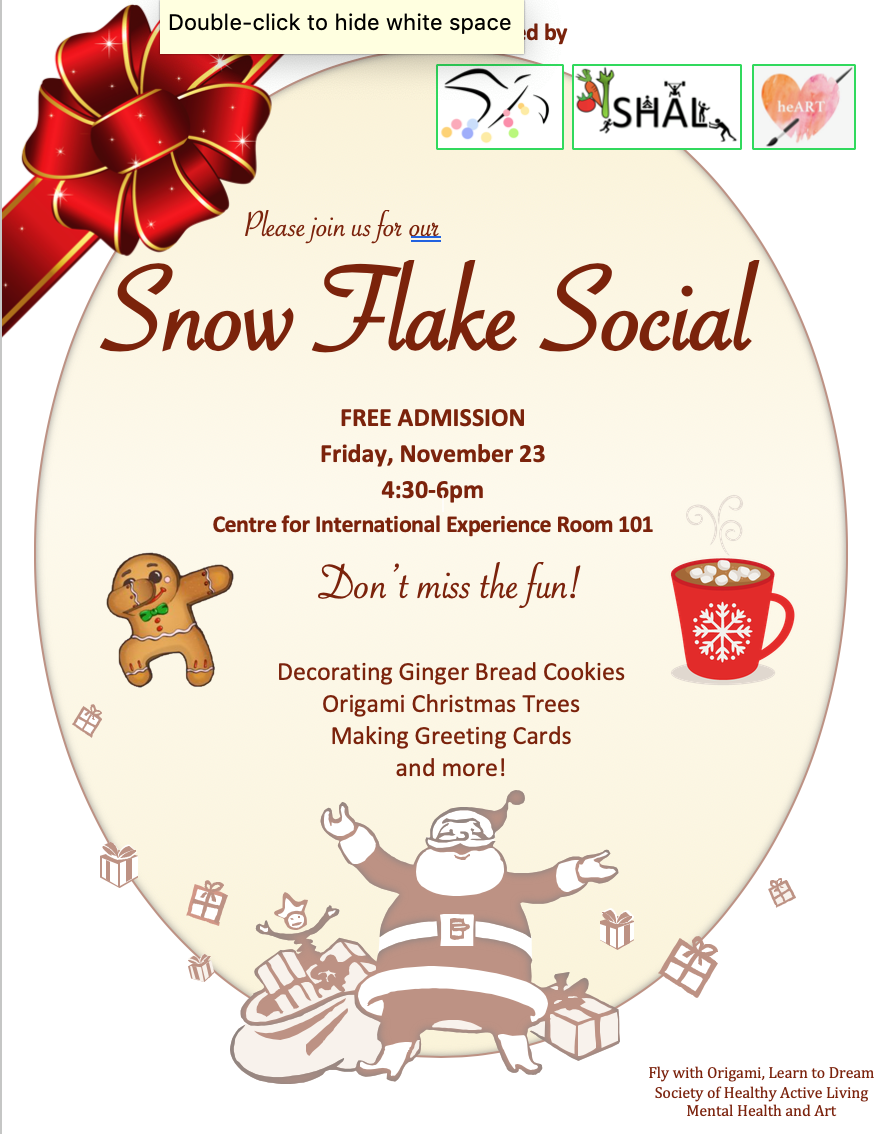 Double-click to hide white space
ed by
SHAL
heART
Please join us for our
Snow Flake Social
FREE ADMISSION
Friday, November 23
4:30-6pm
Centre for International Experience Room 101
Don't miss the fun!
Decorating Ginger Bread Cookies
Origami Christmas Trees
Making Greeting Cards
and more!
Fly with Origami, Learn to Dream
Society of Healthy Active Living
Mental Health and Art